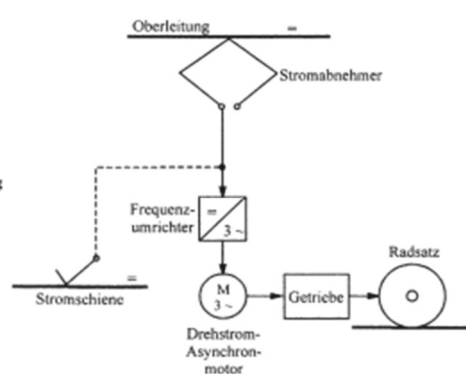 Oberleitung =
Stromabnehmer
g
Frequenz-
umrichter
=
3 ~
Radsatz
=
Stromschiene
M
3 ~
Getriebe
Drehstrom-
Asynchron-
motor